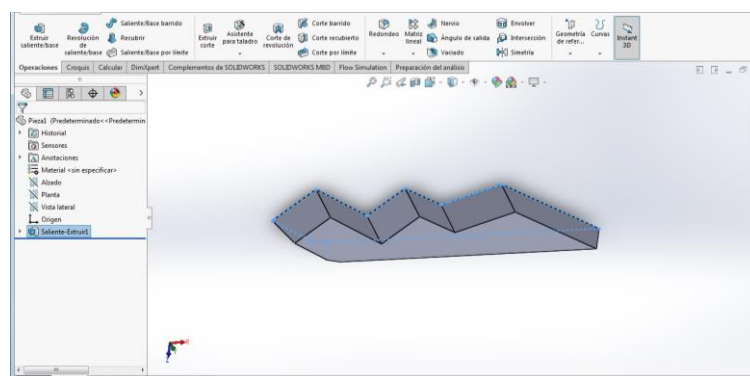 Extruir saliente/base
Revolución de saliente/base
Saliente/Base barrido
Recubrir
Saliente/Base por límite
Extruir corte
Asistente para taladro
Corte de revolución
Corte barrido
Corte recubierto
Corte por límite
Redondeo
Matriz lineal
Nervio
Ángulo de salida
Vaciado
Envolver
Intersección
Simetría
Geometría de refer...
Curvas
Instant 3D
Operaciones Croquis Calcular DimXpert Complementos de SOLIDWORKS SOLIDWORKS MBD Flow Simulation Preparación del análisis
Pieza1 (Predeterminado<<Predetermin
Historial
Sensores
Anotaciones
Material <sin especificar>
Alzado
Planta
Vista lateral
Origen
Saliente-Extruir1
X
Z